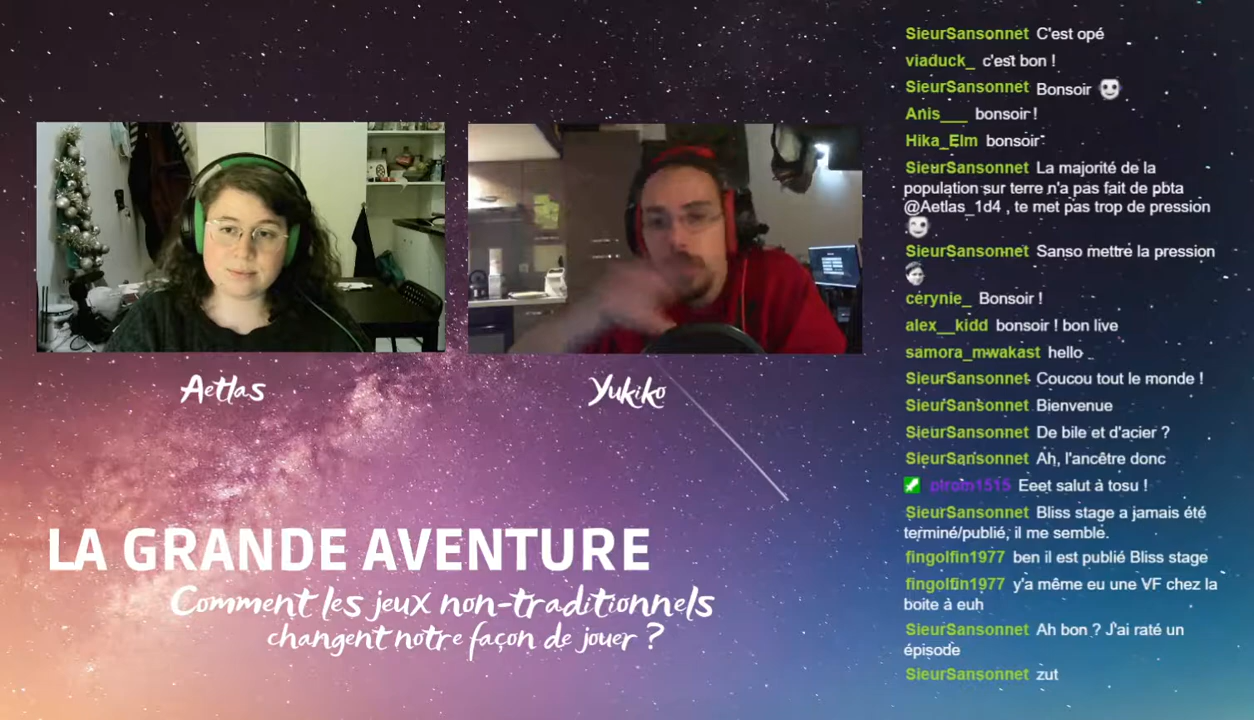 Aetlas
Yukiko
LA GRANDE AVENTURE
Comment les jeux non-traditionnels
changent notre façon de jouer ?
SieurSansonnet C'est opé
viaduck_ c'est bon !
SieurSansonnet Bonsoir
Anis___ bonsoir !
Hika_Elm bonsoir
SieurSansonnet La majorité de la
population sur terre n'a pas fait de pbta
@Aetlas_1d4 , te met pas trop de pression
SieurSansonnet Sanso mettre la pression
cerynie_ Bonsoir !
alex__kidd bonsoir ! bon live
samora_mwakast hello
SieurSansonnet Coucou tout le monde !
SieurSansonnet Bienvenue
SieurSansonnet De bile et d'acier ?
SieurSansonnet Ah, l'ancêtre donc
Eeet salut à tosu !
SieurSansonnet Bliss stage a jamais été
terminé/publié, il me semble.
fingolfin1977 ben il est publié Bliss stage
fingolfin1977 y'a même eu une VF chez la
boite à euh
SieurSansonnet Ah bon ? J'ai raté un
épisode
SieurSansonnet zut